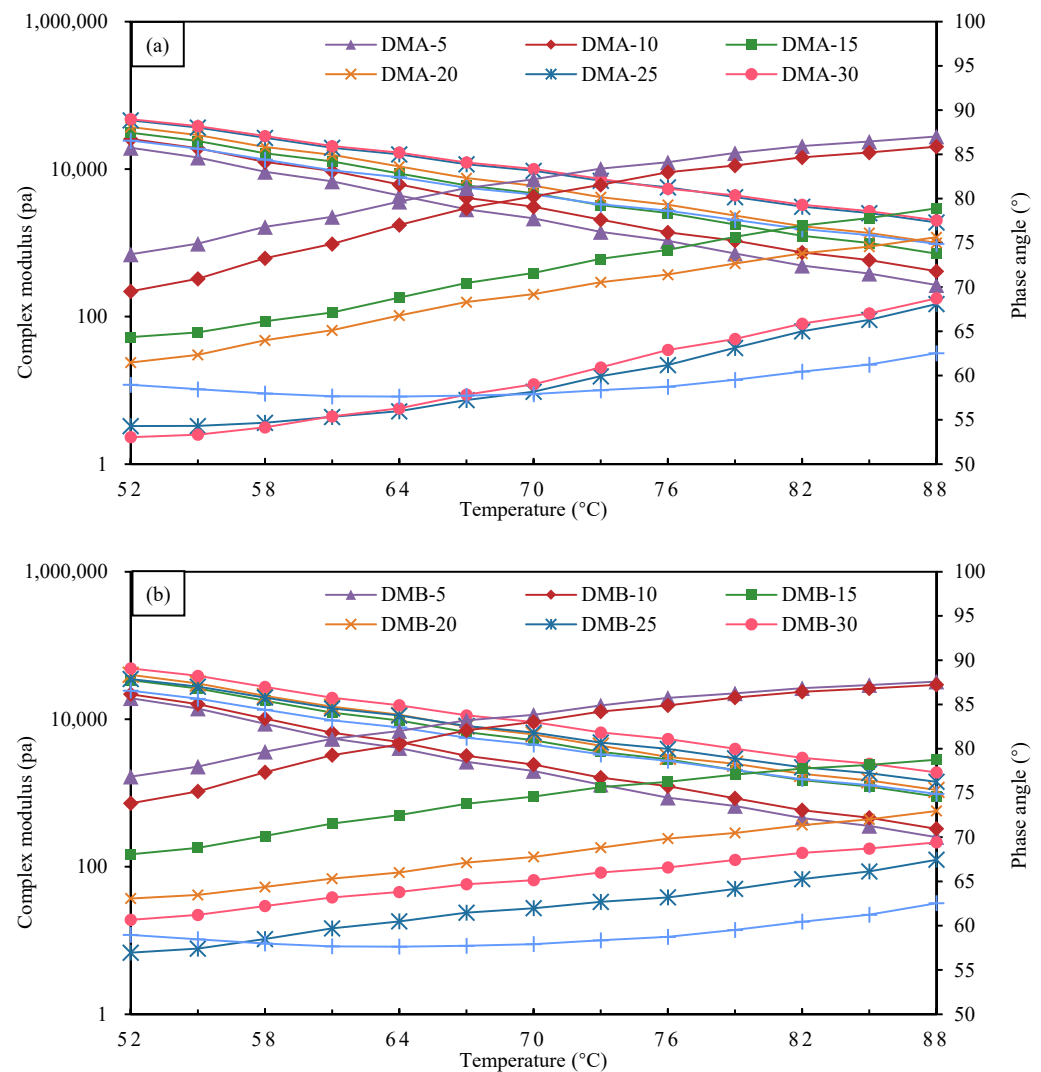 (a)
DMA-5 DMA-10 DMA-15
DMA-20 DMA-25 DMA-30
1,000,000
10,000
100
1
Complex modulus (pa)
100
95
90
85
80
75
70
65
60
55
50
Phase angle (°)
52 58 64 70 76 82 88
Temperature (°C)
(b)
DMB-5 DMB-10 DMB-15
DMB-20 DMB-25 DMB-30
1,000,000
10,000
100
1
Complex modulus (pa)
100
95
90
85
80
75
70
65
60
55
50
Phase angle (°)
52 58 64 70 76 82 88
Temperature (°C)